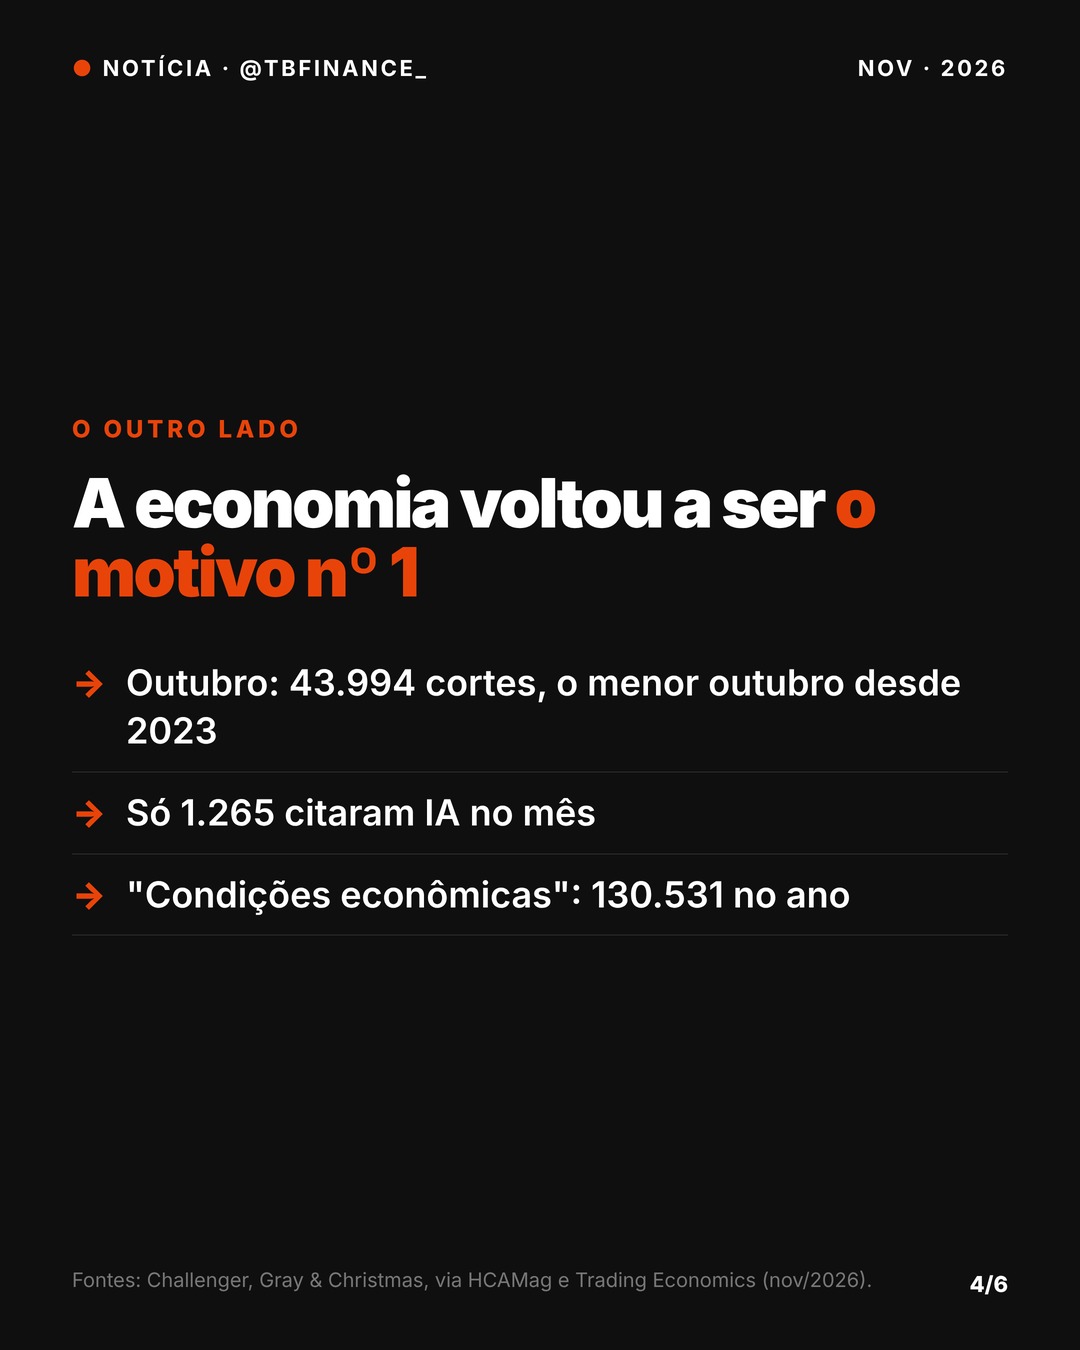 NOTÍCIA · @TBFINANCE_
NOV · 2026
O OUTRO LADO
A economia voltou a ser o
motivo nº 1
→ Outubro: 43.994 cortes, o menor outubro desde
2023
→ Só 1.265 citaram IA no mês
→ "Condições econômicas": 130.531 no ano
Fontes: Challenger, Gray & Christmas, via HCAMag e Trading Economics (nov/2026).
4/6